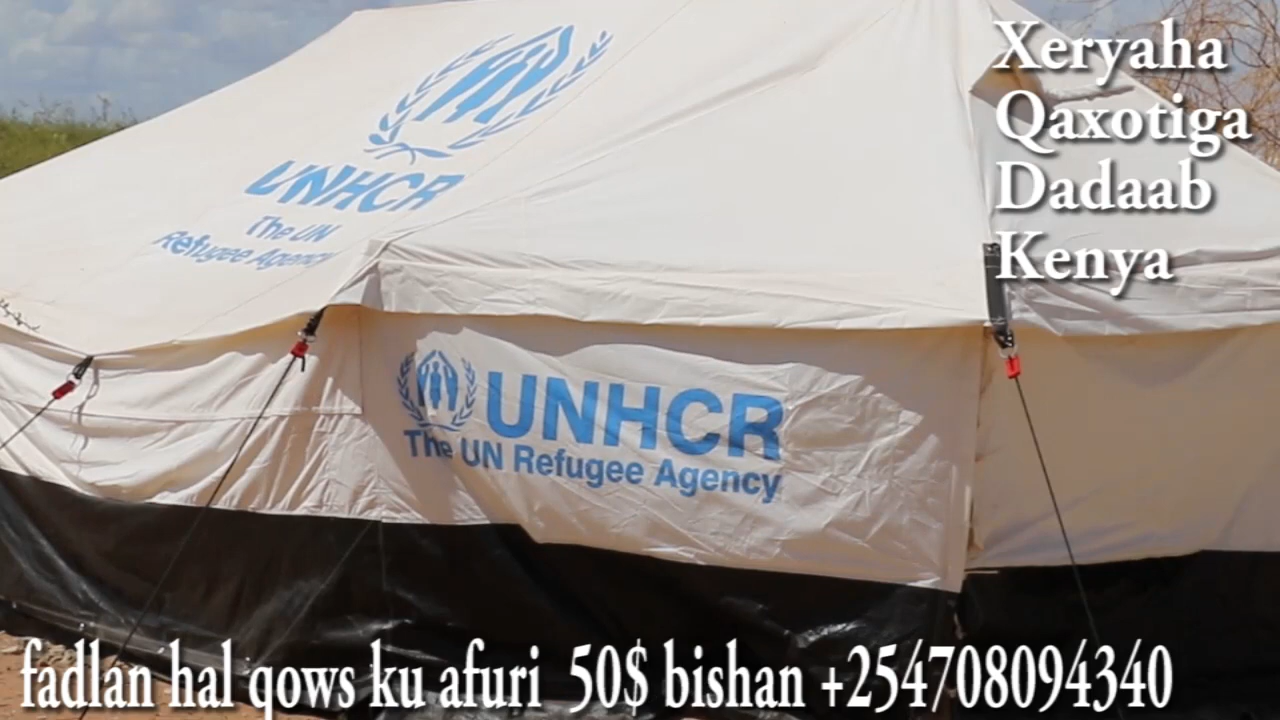 UNHCR
The UN
Refugee Agency
UNHCR
The UN Refugee Agency
Xeryaha
Qaxotiga
Dadaab
Kenya
fadlan hal qows ku afuri 50$ bishan +254708094340